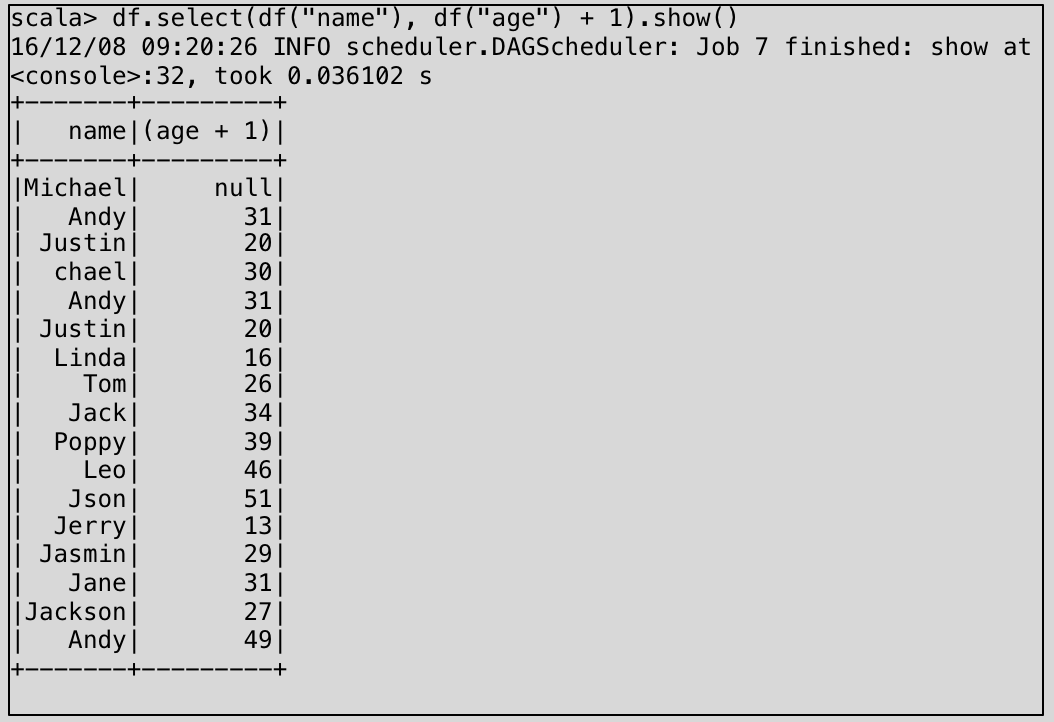 scala> df.select(df("name"), df("age") + 1).show()
16/12/08 09:20:26 INFO scheduler.DAGScheduler: Job 7 finished: show at
<console>:32, took 0.036102 s
+-------+---------+
|   name|(age + 1)|
+-------+---------+
|Michael|     null|
|   Andy|       31|
| Justin|       20|
|  chael|       30|
|   Andy|       31|
| Justin|       20|
|  Linda|       16|
|    Tom|       26|
|   Jack|       34|
|  Poppy|       39|
|    Leo|       46|
|   Json|       51|
|  Jerry|       13|
| Jasmin|       29|
|   Jane|       31|
|Jackson|       27|
|   Andy|       49|
+-------+---------+